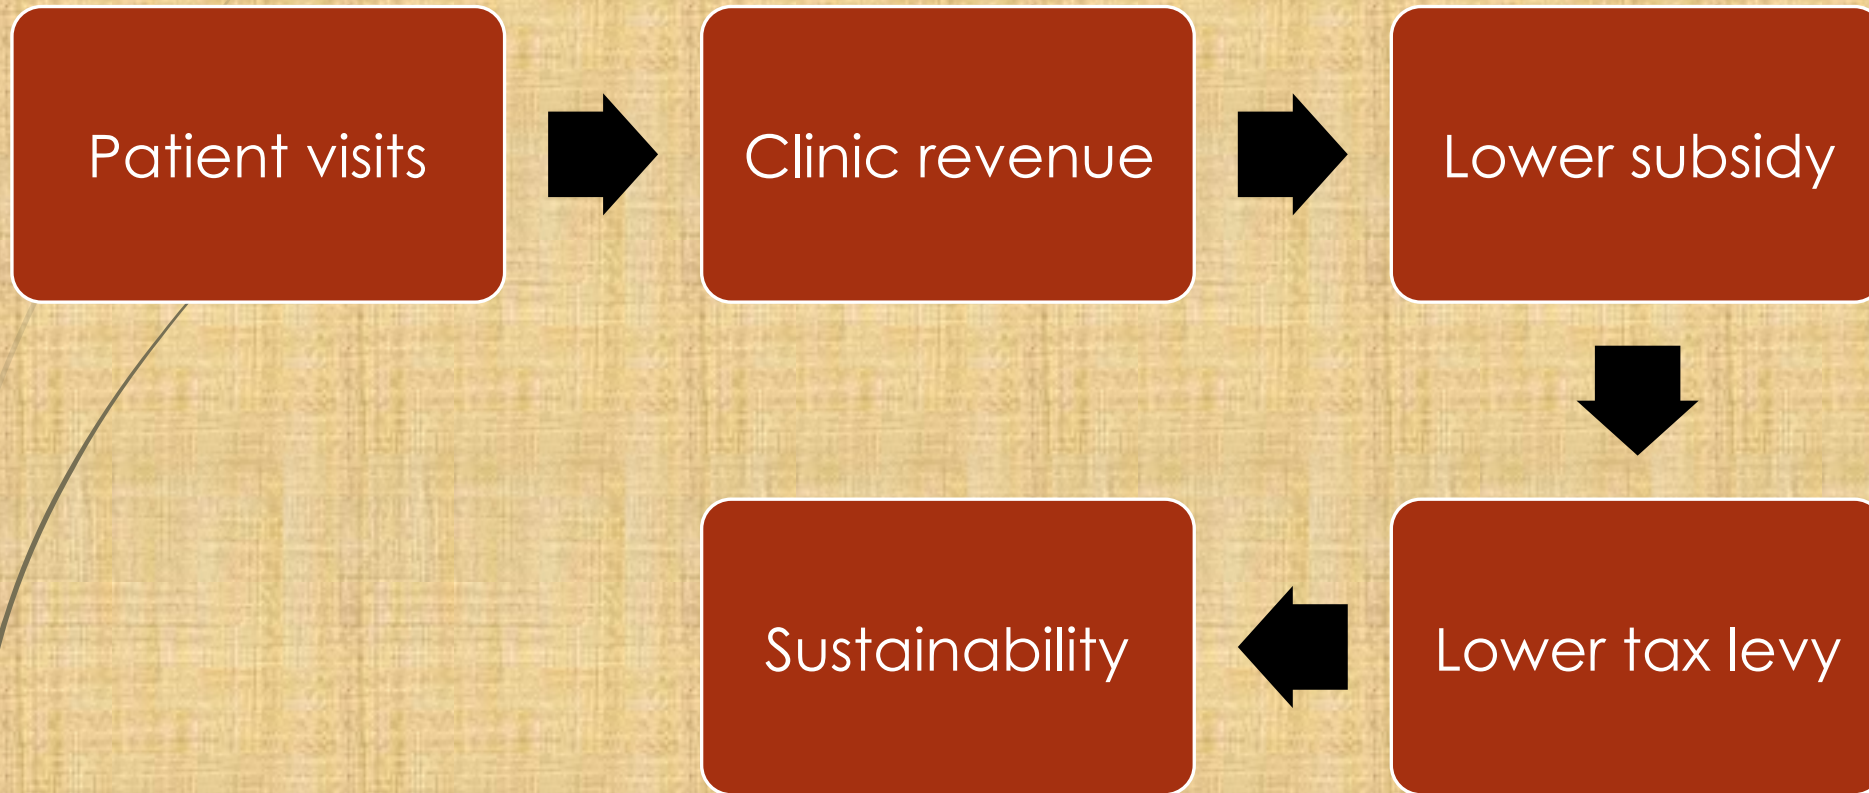 Patient visits
Clinic revenue
Lower subsidy
Lower tax levy
Sustainability